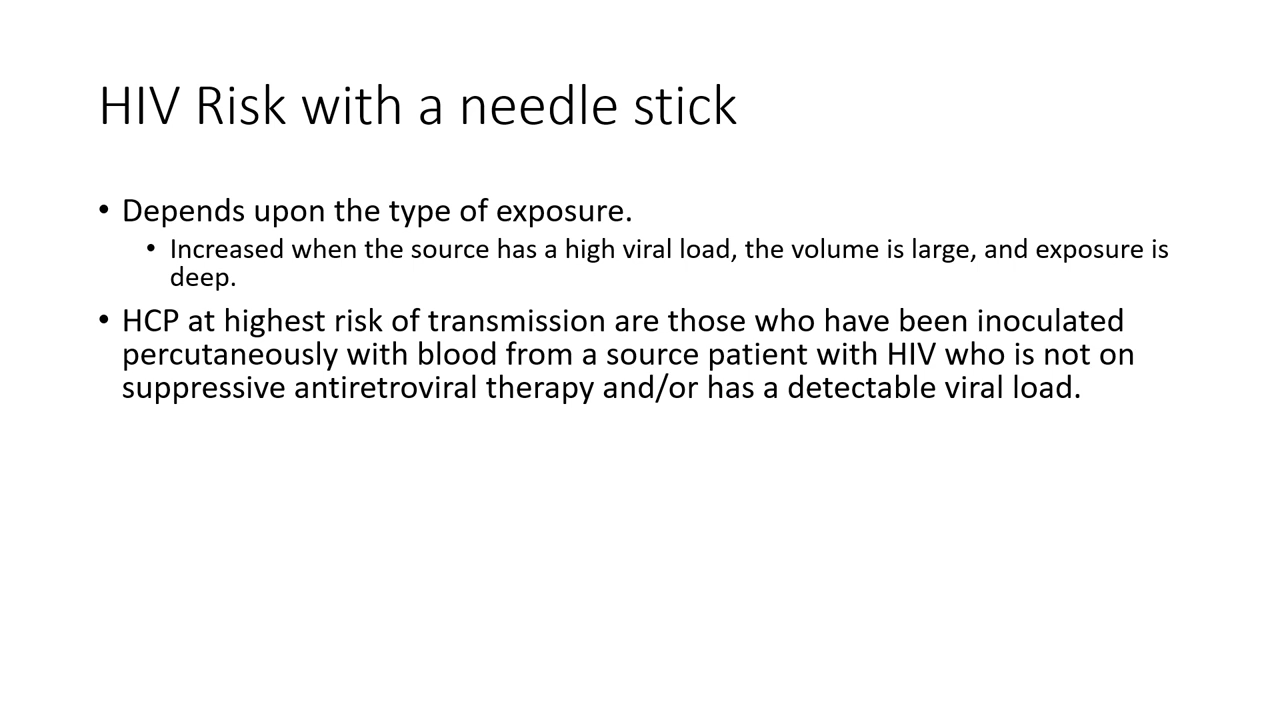 HIV Risk with a needle stick
• Depends upon the type of exposure.
• Increased when the source has a high viral load, the volume is large, and exposure is
deep.
• HCP at highest risk of transmission are those who have been inoculated
percutaneously with blood from a source patient with HIV who is not on
suppressive antiretroviral therapy and/or has a detectable viral load.